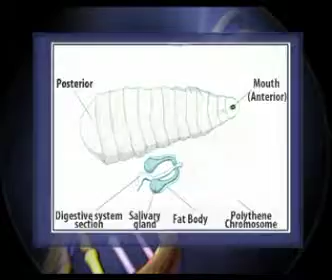 Posterior
Mouth
(Anterior)
Digestive system
section
Salivary
gland
Fat Body
Polythene
Chromosome